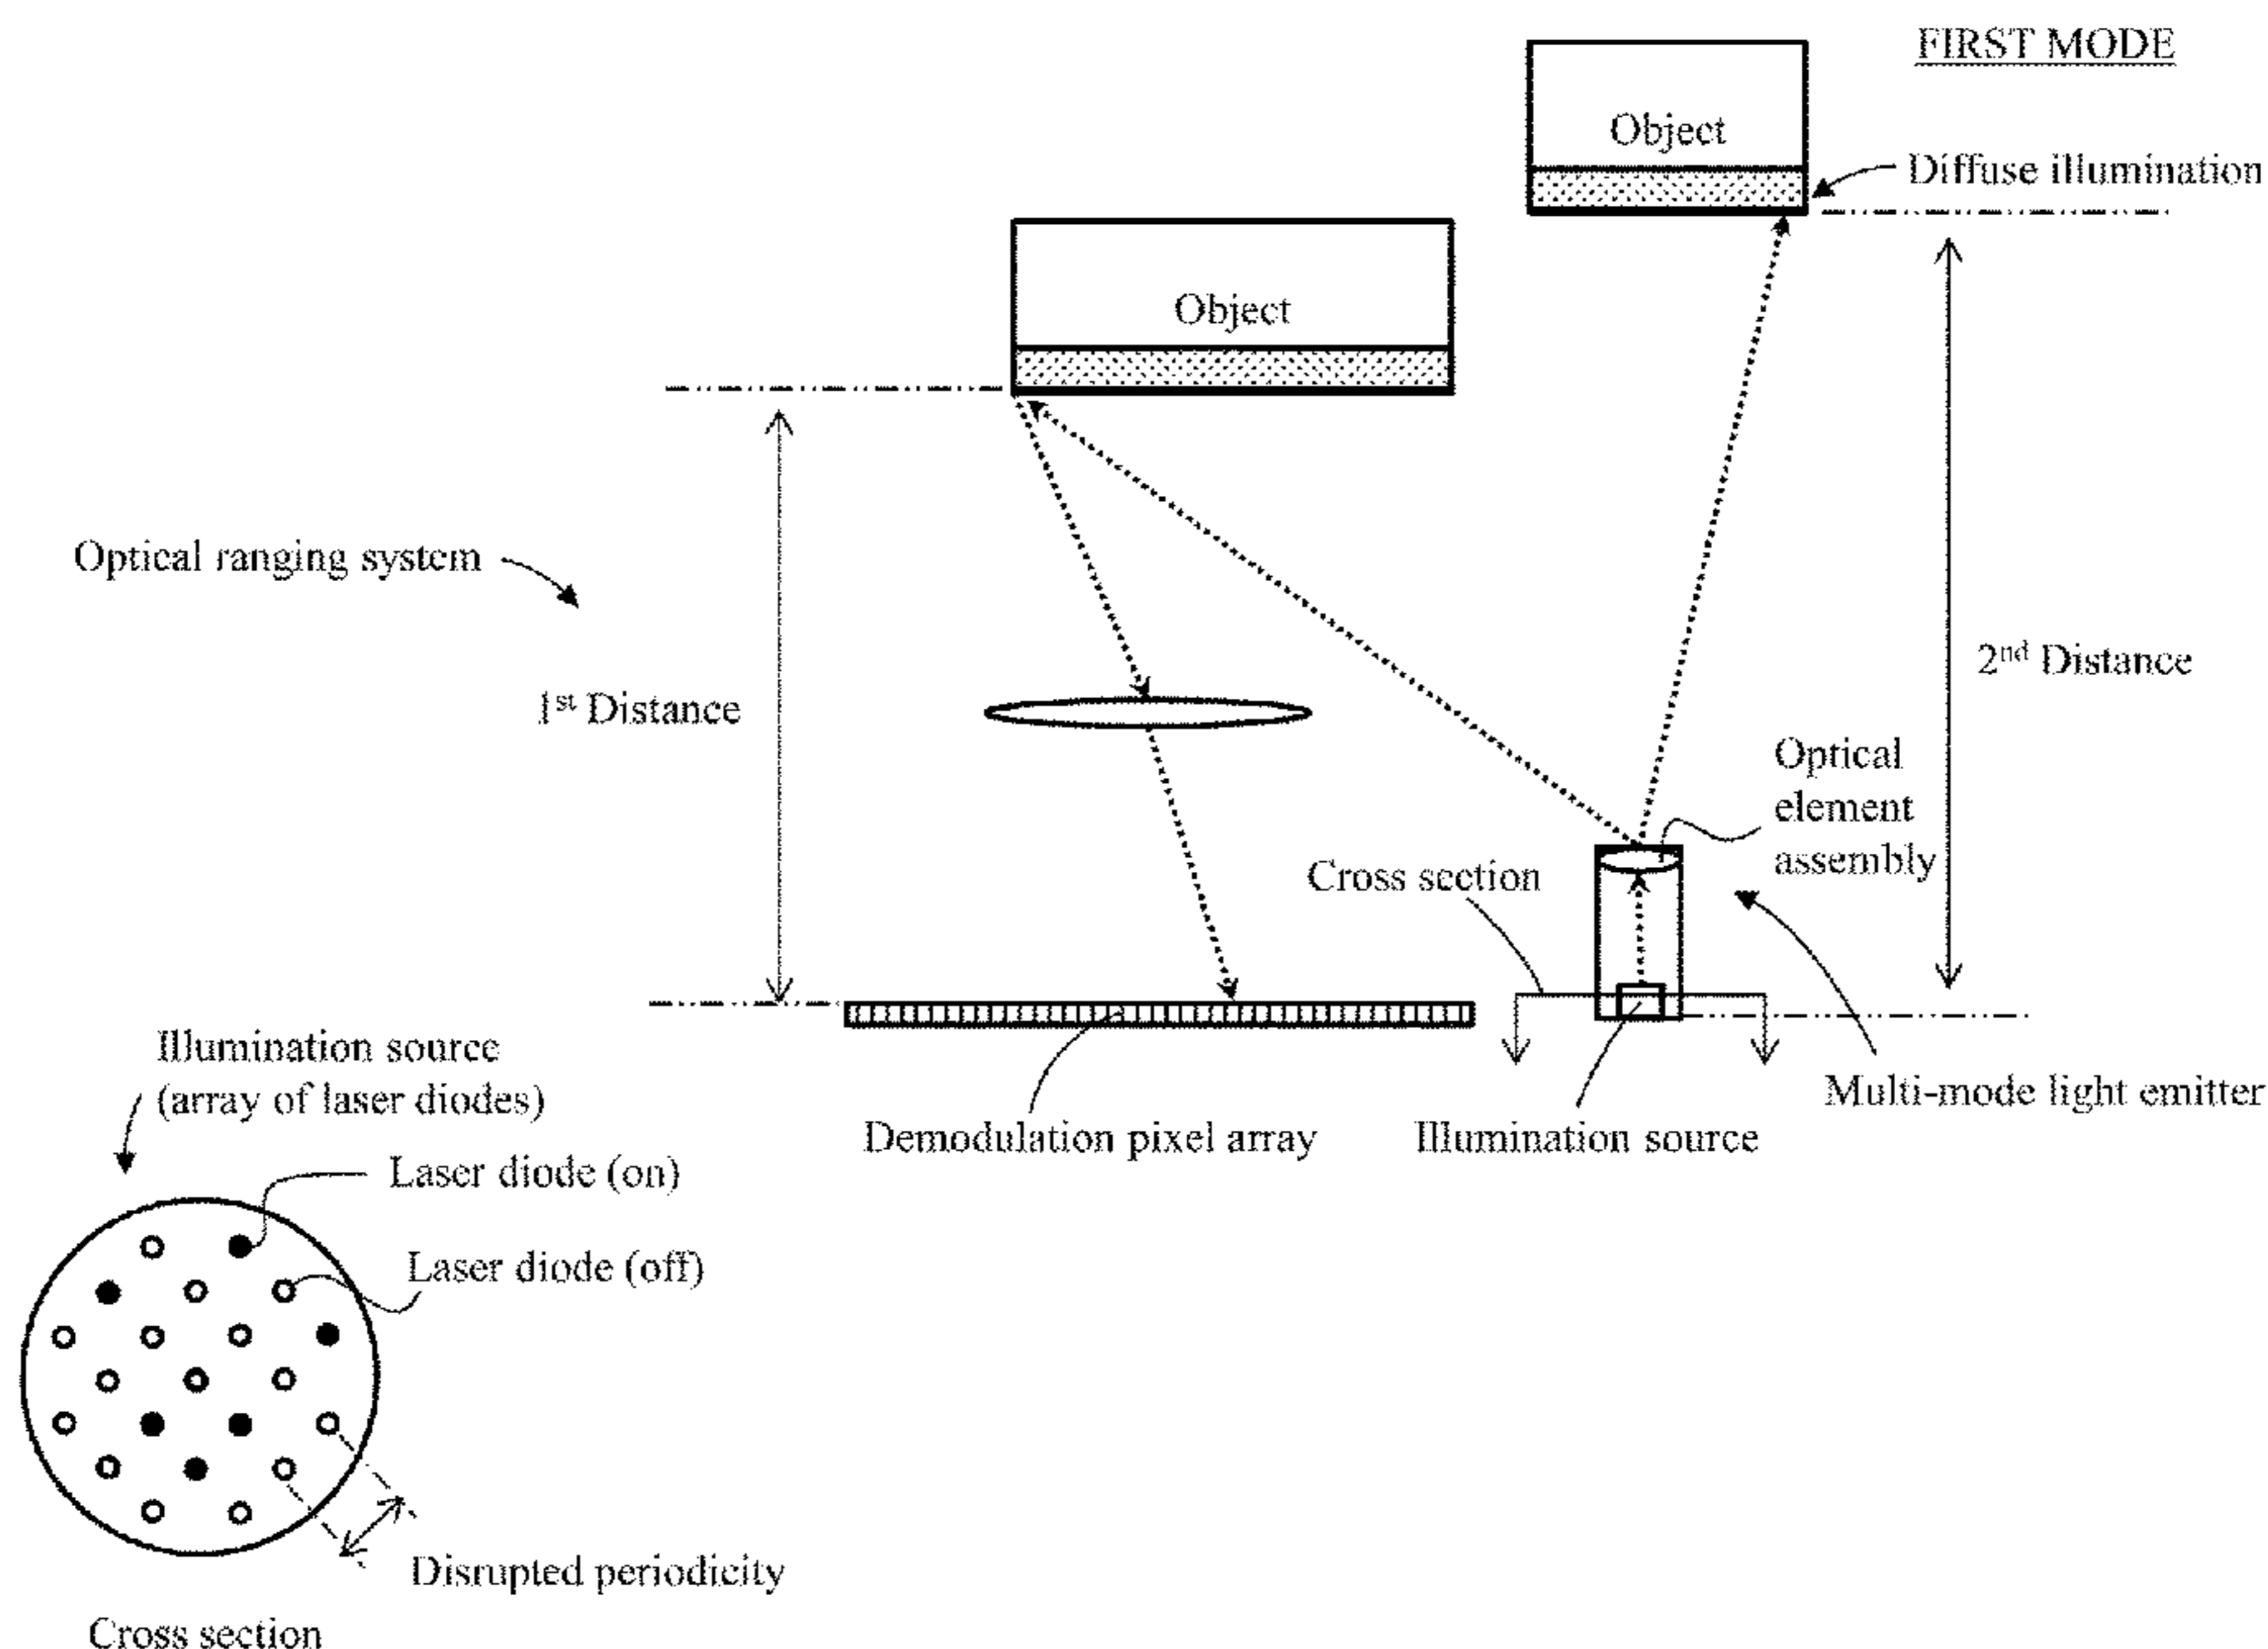 FIRST MODE
Object
Diffuse illumination
Object
Optical ranging system
1st Distance
2nd Distance
Optical
element
assembly
Cross section
Illumination source
(array of laser diodes)
Multi-mode light emitter
Demodulation pixel array
Illumination source
Laser diode (on)
Laser diode (off)
Disrupted periodicity
Cross section